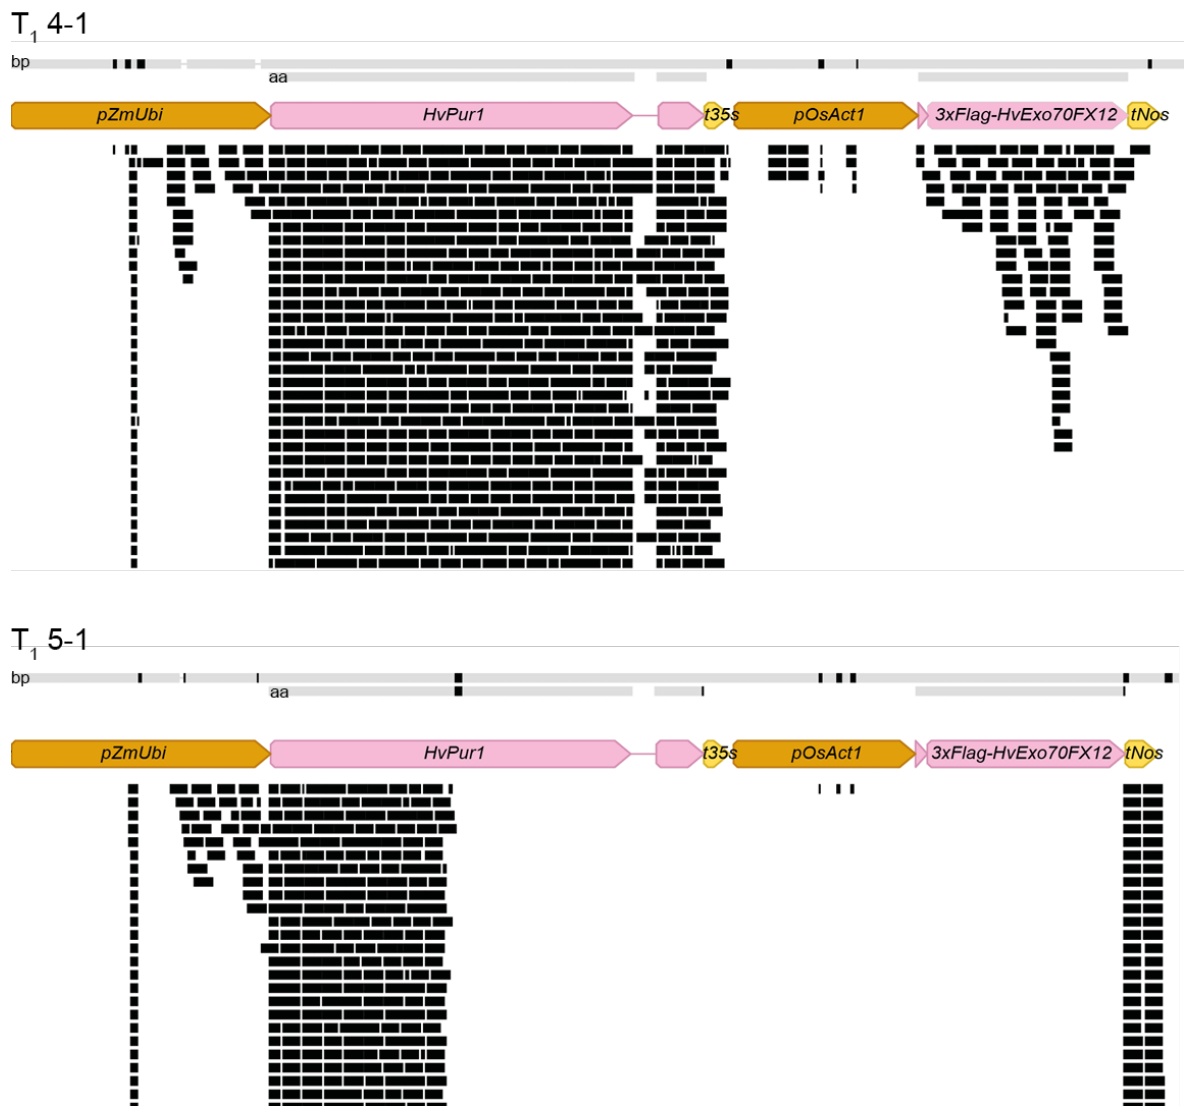 T1 4-1
bp
aa
pZmUbi HvPur1 t35s pOsAct1 3xFlag-HvExo70FX12 tNos
T1 5-1
bp
aa
pZmUbi HvPur1 t35s pOsAct1 3xFlag-HvExo70FX12 tNos